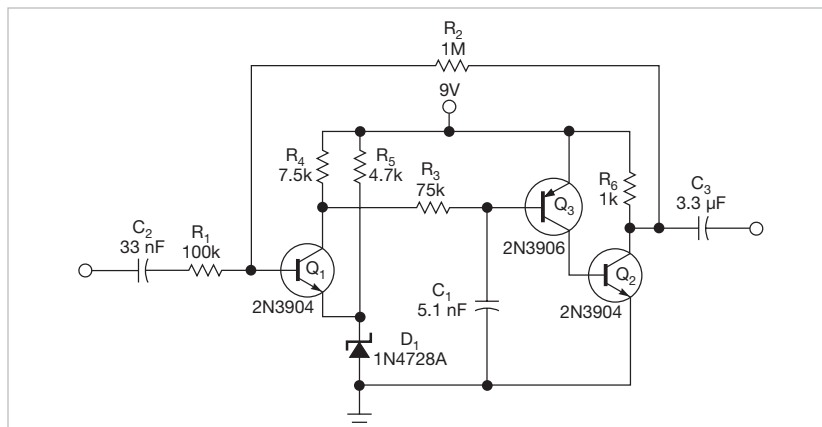 R2
1M
9V
R4
7.5k
R5
4.7k
R3
75k
Q3
R6
1k
C3
3.3 µF
C2
33 nF
R1
100k
Q1
2N3904
2N3906
Q2
2N3904
C1
5.1 nF
D1
1N4728A